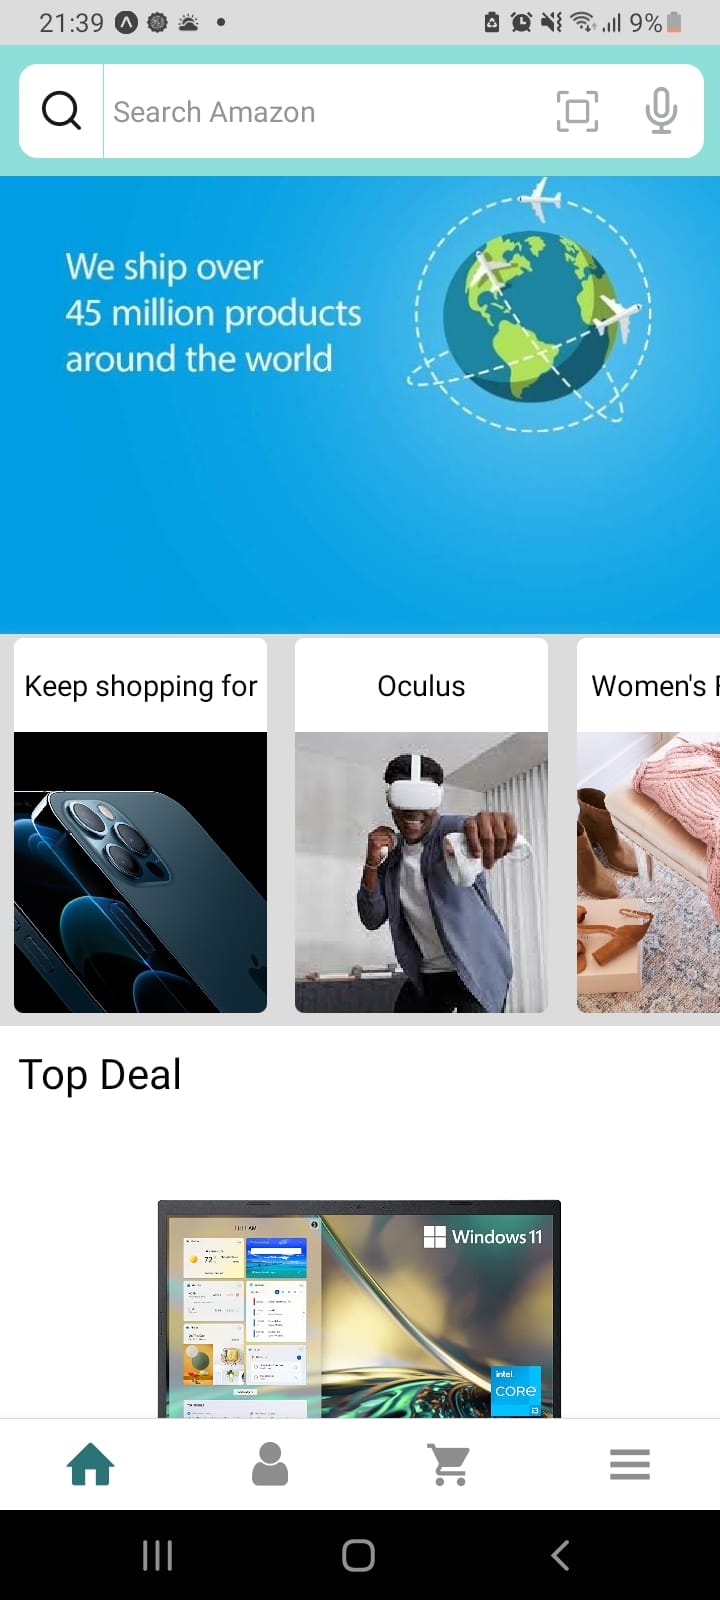 21:39
9%
Search Amazon
We ship over
45 million products
around the world
Keep shopping for
Oculus
Women's F
Top Deal
Windows 11
intel.
CORE
i3